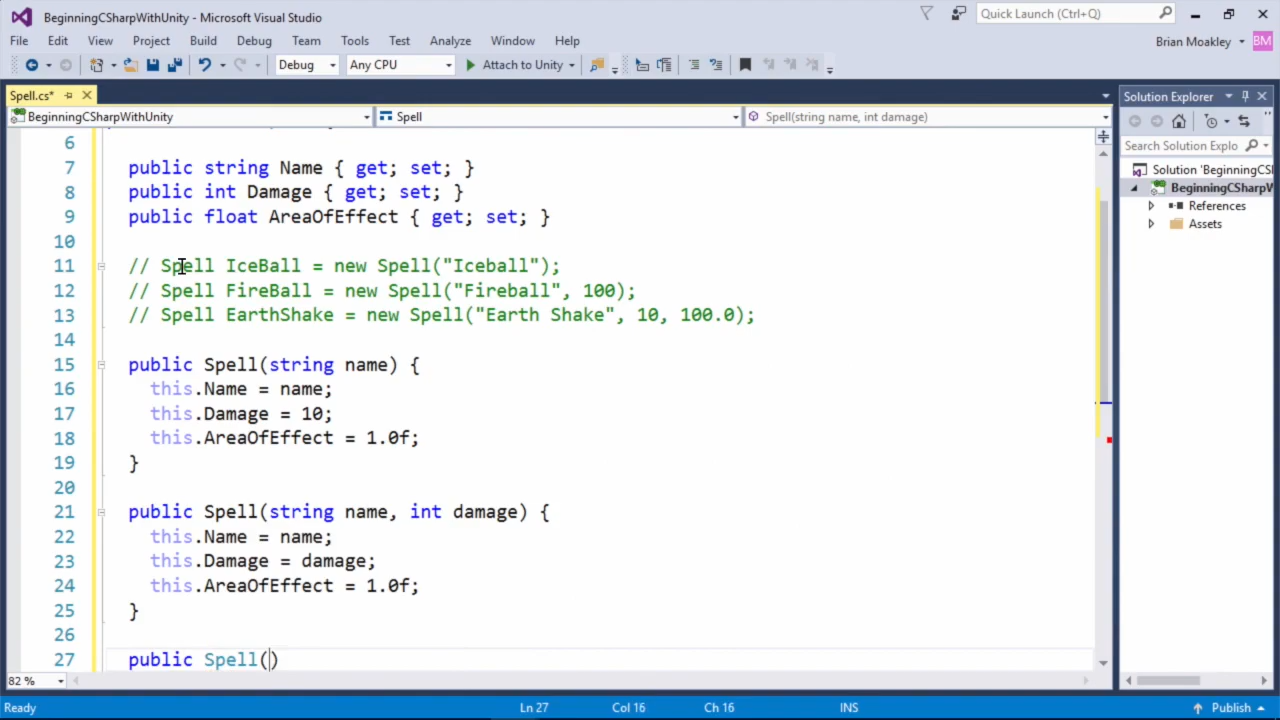 BeginningCSharpWithUnity - Microsoft Visual Studio
Quick Launch (Ctrl+Q)
File Edit View Project Build Debug Team Tools Test Analyze Window Help
Brian Moakley BM
Debug Any CPU Attach to Unity
Spell.cs*
Solution Explorer
BeginningCSharpWithUnity Spell Spell(string name, int damage)
Search Solution Explo
Solution 'BeginningCS
BeginningCSharpW
References
Assets
6
7 public string Name { get; set; }
8 public int Damage { get; set; }
9 public float AreaOfEffect { get; set; }
10
11 // Spell IceBall = new Spell("Iceball");
12 // Spell FireBall = new Spell("Fireball", 100);
13 // Spell EarthShake = new Spell("Earth Shake", 10, 100.0);
14
15 public Spell(string name) {
16 this.Name = name;
17 this.Damage = 10;
18 this.AreaOfEffect = 1.0f;
19 }
20
21 public Spell(string name, int damage) {
22 this.Name = name;
23 this.Damage = damage;
24 this.AreaOfEffect = 1.0f;
25 }
26
27 public Spell()
82 %
Ready Ln 27 Col 16 Ch 16 INS Publish